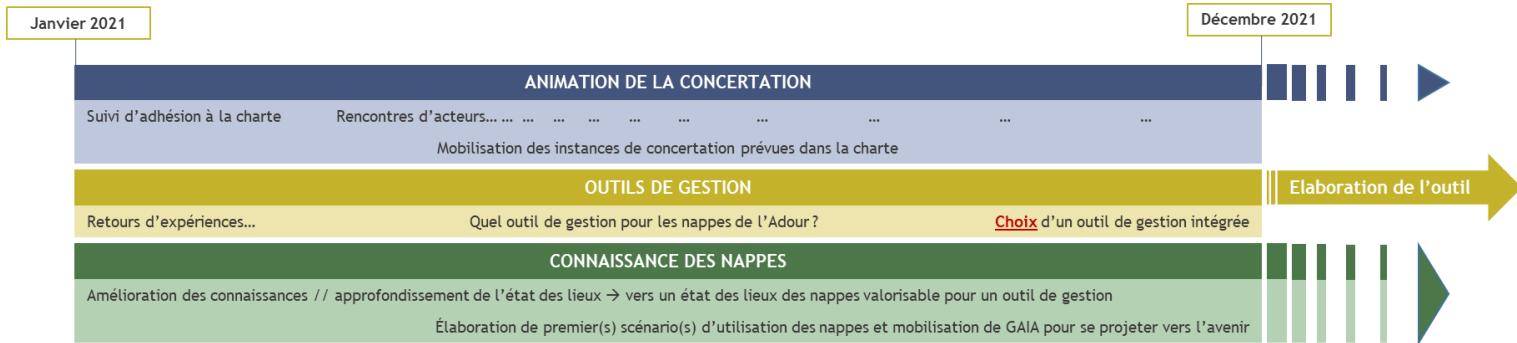 Janvier 2021
Décembre 2021
ANIMATION DE LA CONCERTATION
Suivi d’adhésion à la charte Rencontres d’acteurs… … … … … … … … … … …
Mobilisation des instances de concertation prévues dans la charte
OUTILS DE GESTION
Elaboration de l’outil
Retours d’expériences… Quel outil de gestion pour les nappes de l’Adour ? Choix d’un outil de gestion intégrée
CONNAISSANCE DES NAPPES
Amélioration des connaissances // approfondissement de l’état des lieux → vers un état des lieux des nappes valorisable pour un outil de gestion
Élaboration de premier(s) scénario(s) d’utilisation des nappes et mobilisation de GAIA pour se projeter vers l’avenir